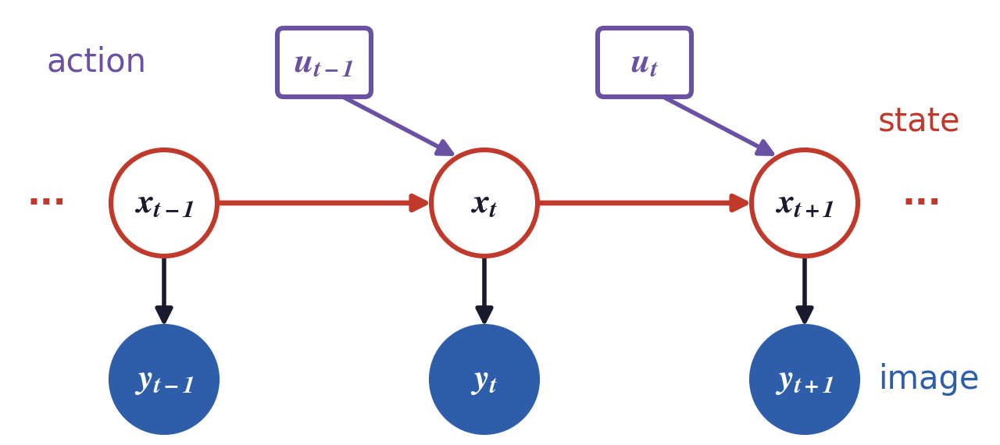 action
u_{t-1}
u_t
state
...
x_{t-1}
x_t
x_{t+1}
...
y_{t-1}
y_t
y_{t+1}
image